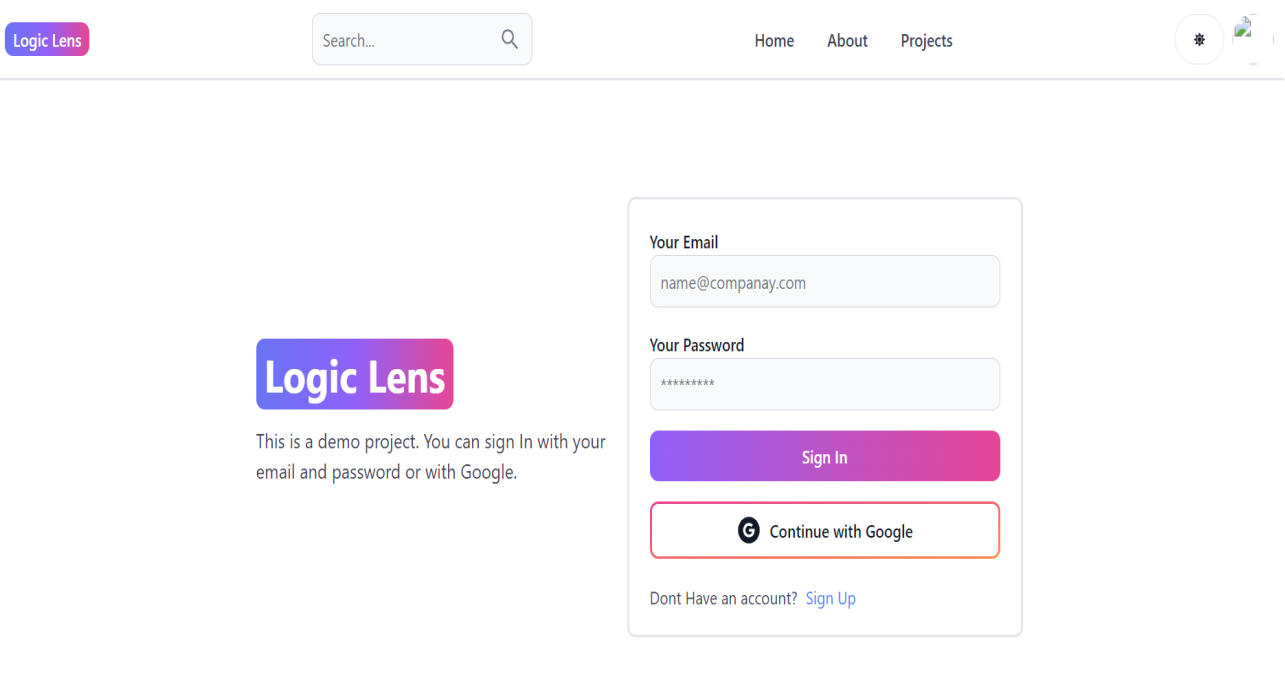 Logic Lens
Search...
Home About Projects
Logic Lens
This is a demo project. You can sign In with your
email and password or with Google.
Your Email
name@companay.com
Your Password
*********
Sign In
G Continue with Google
Dont Have an account? Sign Up